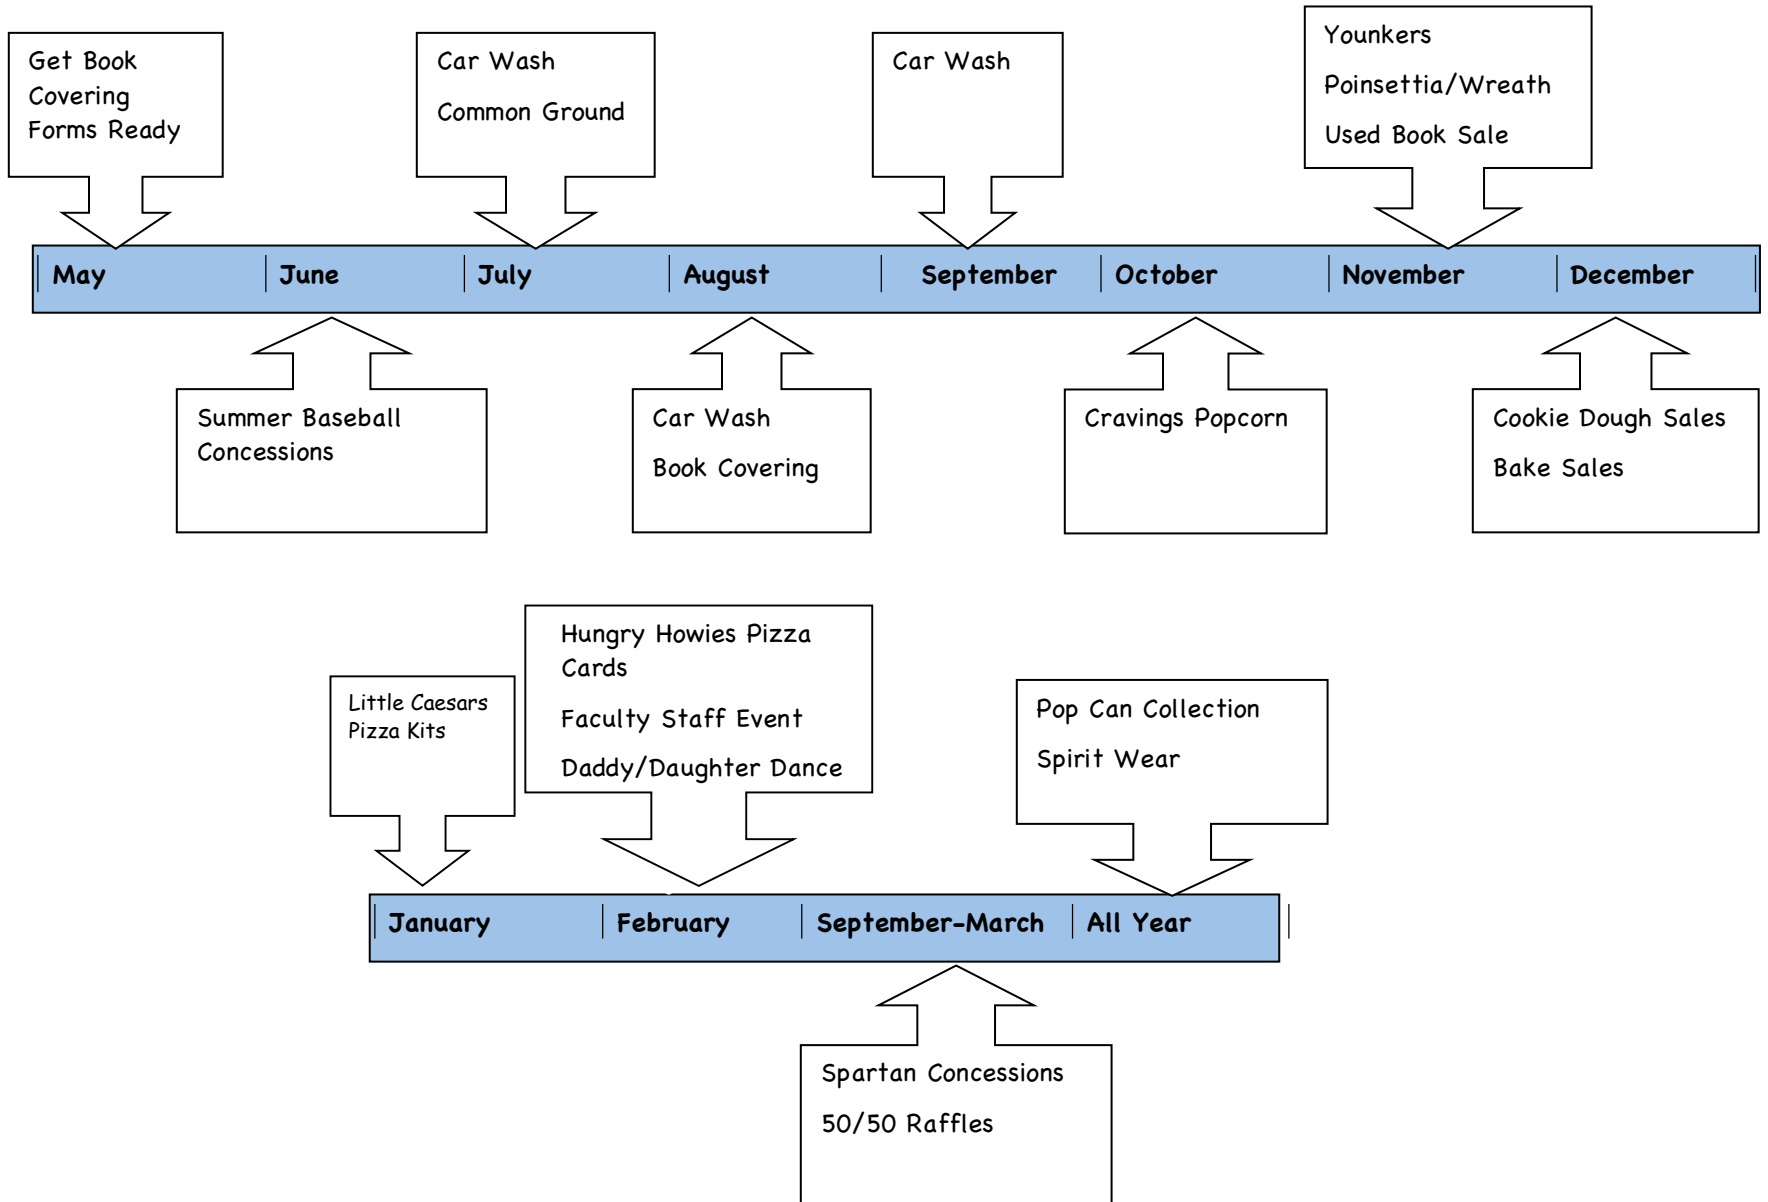 Get Book
Covering
Forms Ready
Car Wash
Common Ground
Car Wash
Younkers
Poinsettia/Wreath
Used Book Sale
May
June
July
August
September
October
November
December
Summer Baseball
Concessions
Car Wash
Book Covering
Cravings Popcorn
Cookie Dough Sales
Bake Sales
Little Caesars
Pizza Kits
Hungry Howies Pizza
Cards
Faculty Staff Event
Daddy/Daughter Dance
Pop Can Collection
Spirit Wear
January
February
September-March
All Year
Spartan Concessions
50/50 Raffles